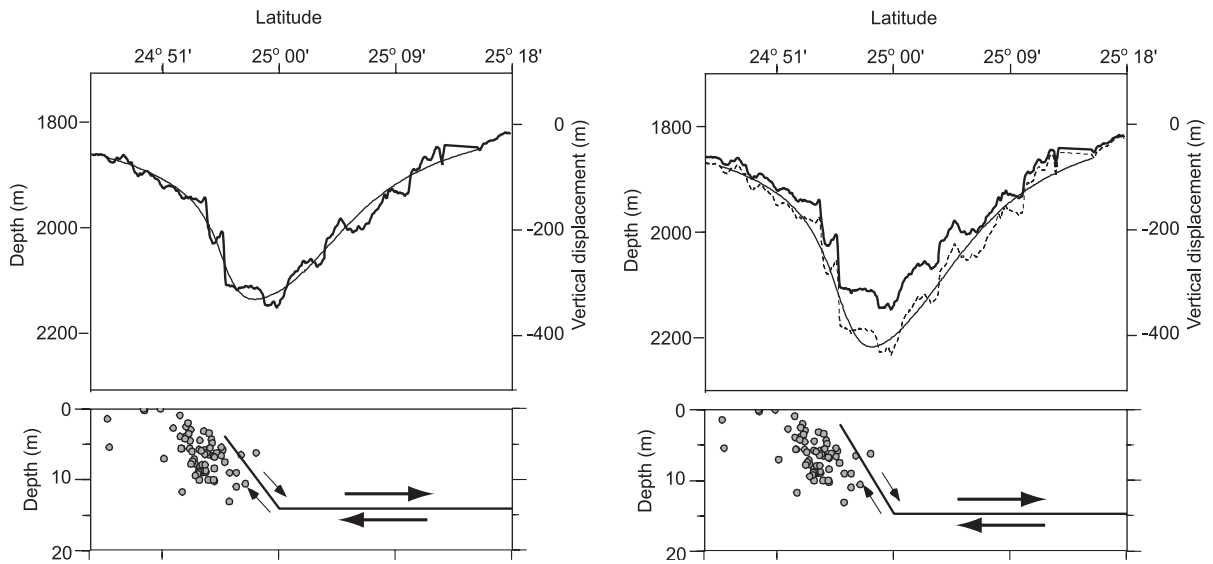 Latitude
24° 51' 25° 00' 25° 09' 25° 18'
1800
2000
2200
Depth (m)
0
-200
-400
Vertical displacement (m)
0
10
20
Depth (m)
Latitude
24° 51' 25° 00' 25° 09' 25° 18'
1800
2000
2200
Depth (m)
0
-200
-400
Vertical displacement (m)
0
10
20
Depth (m)